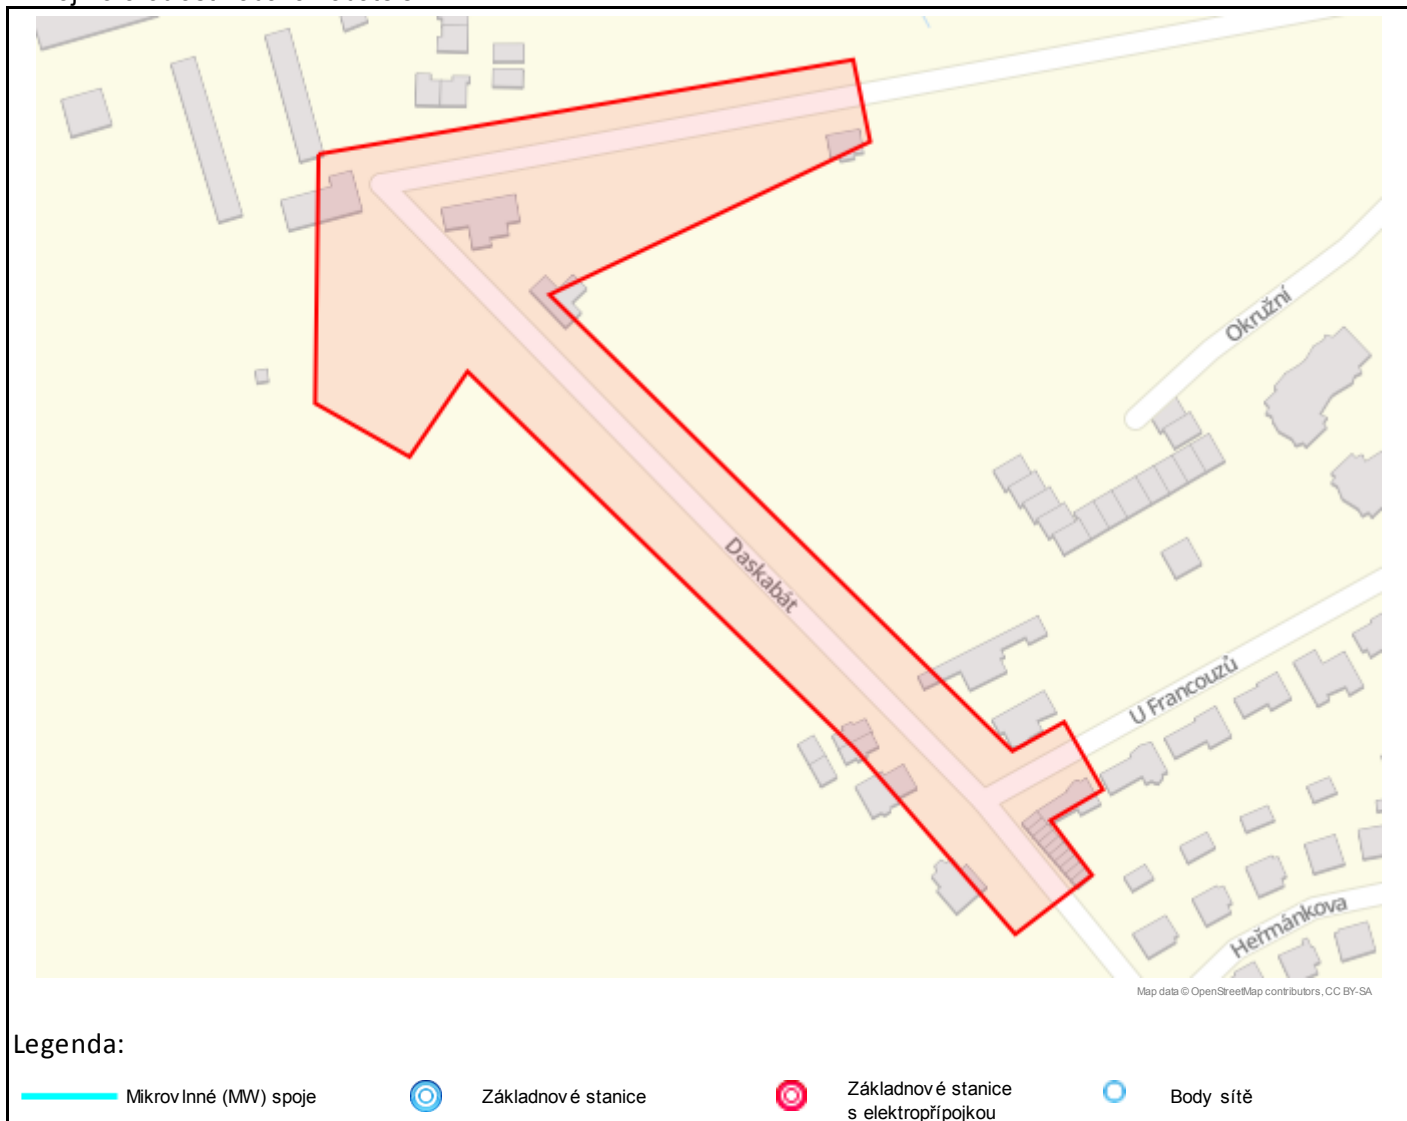 Okružní
Daskabát
U Francouzů
Heřmánkova
Map data © OpenStreetMap contributors, CC BY-SA
Legenda:
Mikrovlnné (MW) spoje
Základnové stanice
Základnové stanice
s elektropřípojkou
Body sítě